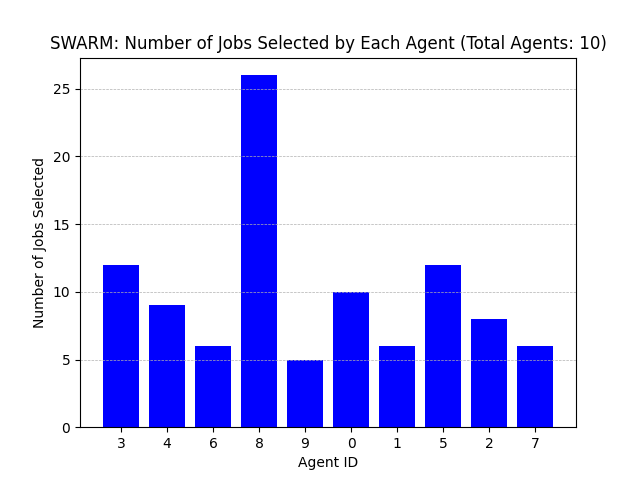 SWARM: Number of Jobs Selected by Each Agent (Total Agents: 10)
Number of Jobs Selected
25
20
15
10
5
0
3 4 6 8 9 0 1 5 2 7
Agent ID